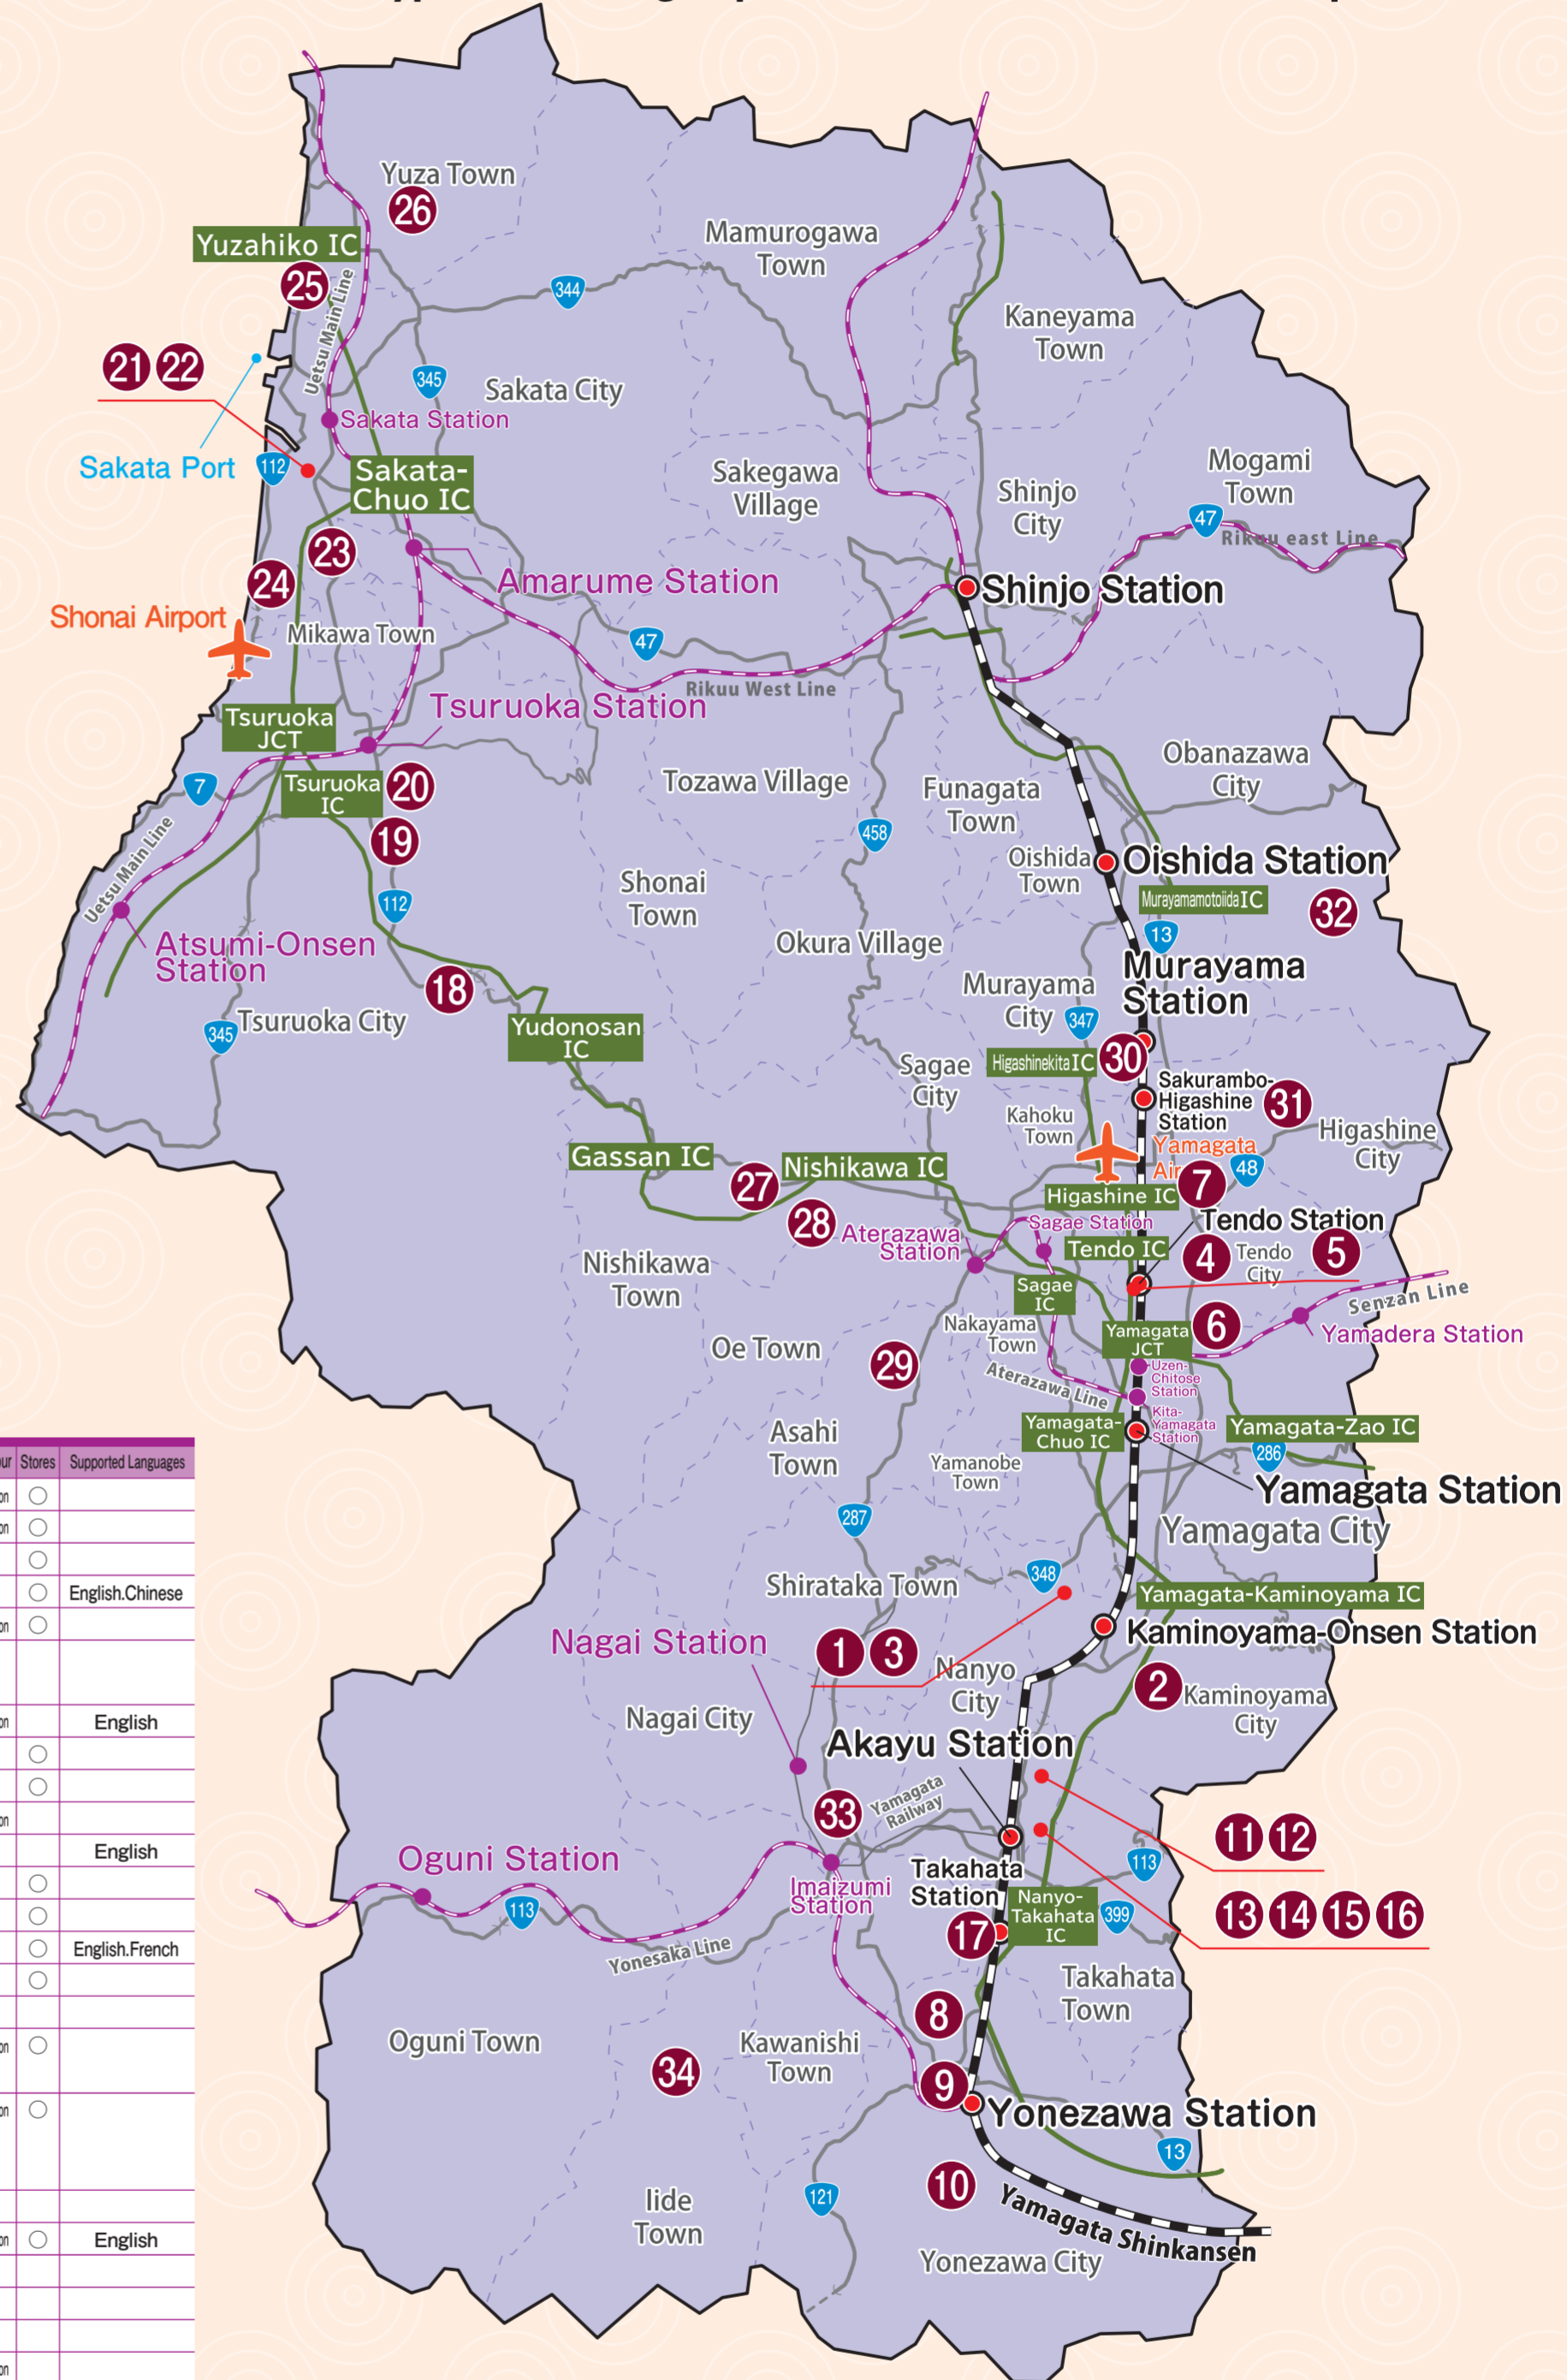 Yuza Town
26
Yuzahiko IC
25
Uetsu Main Line
344
Mamurogawa
Town
Kaneyama
Town
21 22
345
Sakata City
Sakata Station
Sakata Port
112
Sakata-
Chuo IC
Sakegawa
Village
Shinjo
City
Mogami
Town
47
Rikuu east Line
23
24
Amarume Station
Shinjo Station
Shonai Airport
Mikawa Town
47
Rikuu West Line
Tsuruoka
JCT
Tsuruoka Station
7
Tsuruoka
IC
20
19
Tozawa Village
Funagata
Town
Obanazawa
City
458
Uetsu Main Line
112
Shonai
Town
Oishida
Town
Oishida Station
Murayamamotoiida IC
32
13
Atsumi-Onsen
Station
Okura Village
Murayama
Station
18
Murayama
City
347
345
Tsuruoka City
Yudonosan
IC
Higashinekita IC
30
Sagae
City
Sakurambo-
Higashine
Station
31
Kahoku
Town
Higashine
City
Yamagata
Air
48
Gassan IC
27
Nishikawa IC
28
Higashine IC
7
Aterazawa
Station
Sagae Station
Tendo Station
Tendo IC
4
Tendo
City
5
Nishikawa
Town
Sagae
IC
Senzan Line
Nakayama
Town
Yamagata
JCT
6
Yamadera Station
Oe Town
29
Aterazawa Line
Uzen-
Chitose
Station
Kita-
Yamagata
Station
Asahi
Town
Yamagata-
Chuo IC
Yamagata-Zao IC
286
Yamanobe
Town
Yamagata Station
287
Yamagata City
Shirataka Town
348
Yamagata-Kaminoyama IC
Nagai Station
1 3
Kaminoyama-Onsen Station
Nanyo
City
2
Kaminoyama
City
Nagai City
Akayu Station
33
Yamagata
Railway
11 12
Oguni Station
113
Takahata
Station
Imaizumi
Station
113
Nanyo-
Takahata
IC
399
13 14 15 16
17
Yonesaka Line
Takahata
Town
8
Oguni Town
Kawanishi
Town
34
9
Yonezawa Station
13
10
121
Iide
Town
Yamagata Shinkansen
Yonezawa City
Stores Supported Languages
English.Chinese
English
English
English.French
English